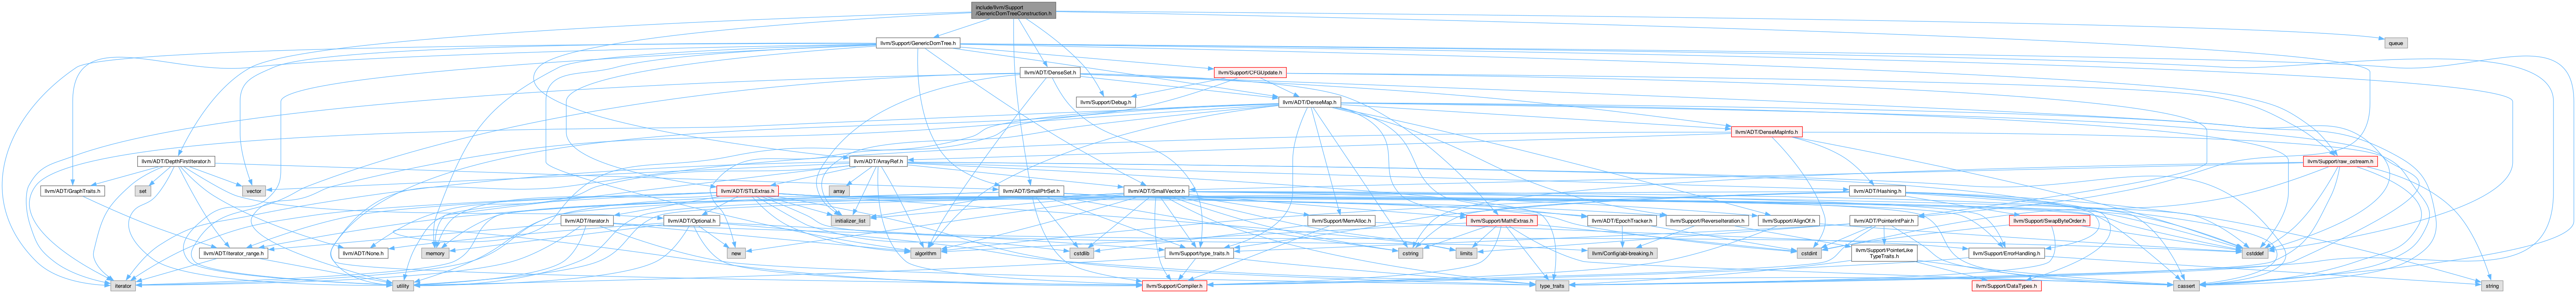 include/llvm/Support
/GenericDomTreeConstruction.h
llvm/Support/GenericDomTree.h
queue
llvm/ADT/DenseSet.h
llvm/Support/CFGUpdate.h
llvm/Support/Debug.h
llvm/ADT/DenseMap.h
llvm/ADT/DenseMapInfo.h
llvm/ADT/DepthFirstIterator.h
llvm/ADT/ArrayRef.h
llvm/Support/raw_ostream.h
llvm/ADT/GraphTraits.h
set
vector
llvm/ADT/STLExtras.h
array
llvm/ADT/SmallPtrSet.h
llvm/ADT/SmallVector.h
llvm/ADT/Hashing.h
llvm/ADT/iterator.h
llvm/ADT/Optional.h
initializer_list
llvm/Support/MemAlloc.h
llvm/Support/MathExtras.h
llvm/ADT/EpochTracker.h
llvm/Support/ReverseIteration.h
llvm/Support/AlignOf.h
llvm/ADT/PointerIntPair.h
llvm/Support/SwapByteOrder.h
llvm/ADT/iterator_range.h
llvm/ADT/None.h
memory
new
algorithm
cstdlib
llvm/Support/type_traits.h
cstring
limits
llvm/Config/abi-breaking.h
cstdint
llvm/Support/PointerLike
TypeTraits.h
llvm/Support/ErrorHandling.h
cstddef
iterator
utility
llvm/Support/Compiler.h
type_traits
llvm/Support/DataTypes.h
cassert
string